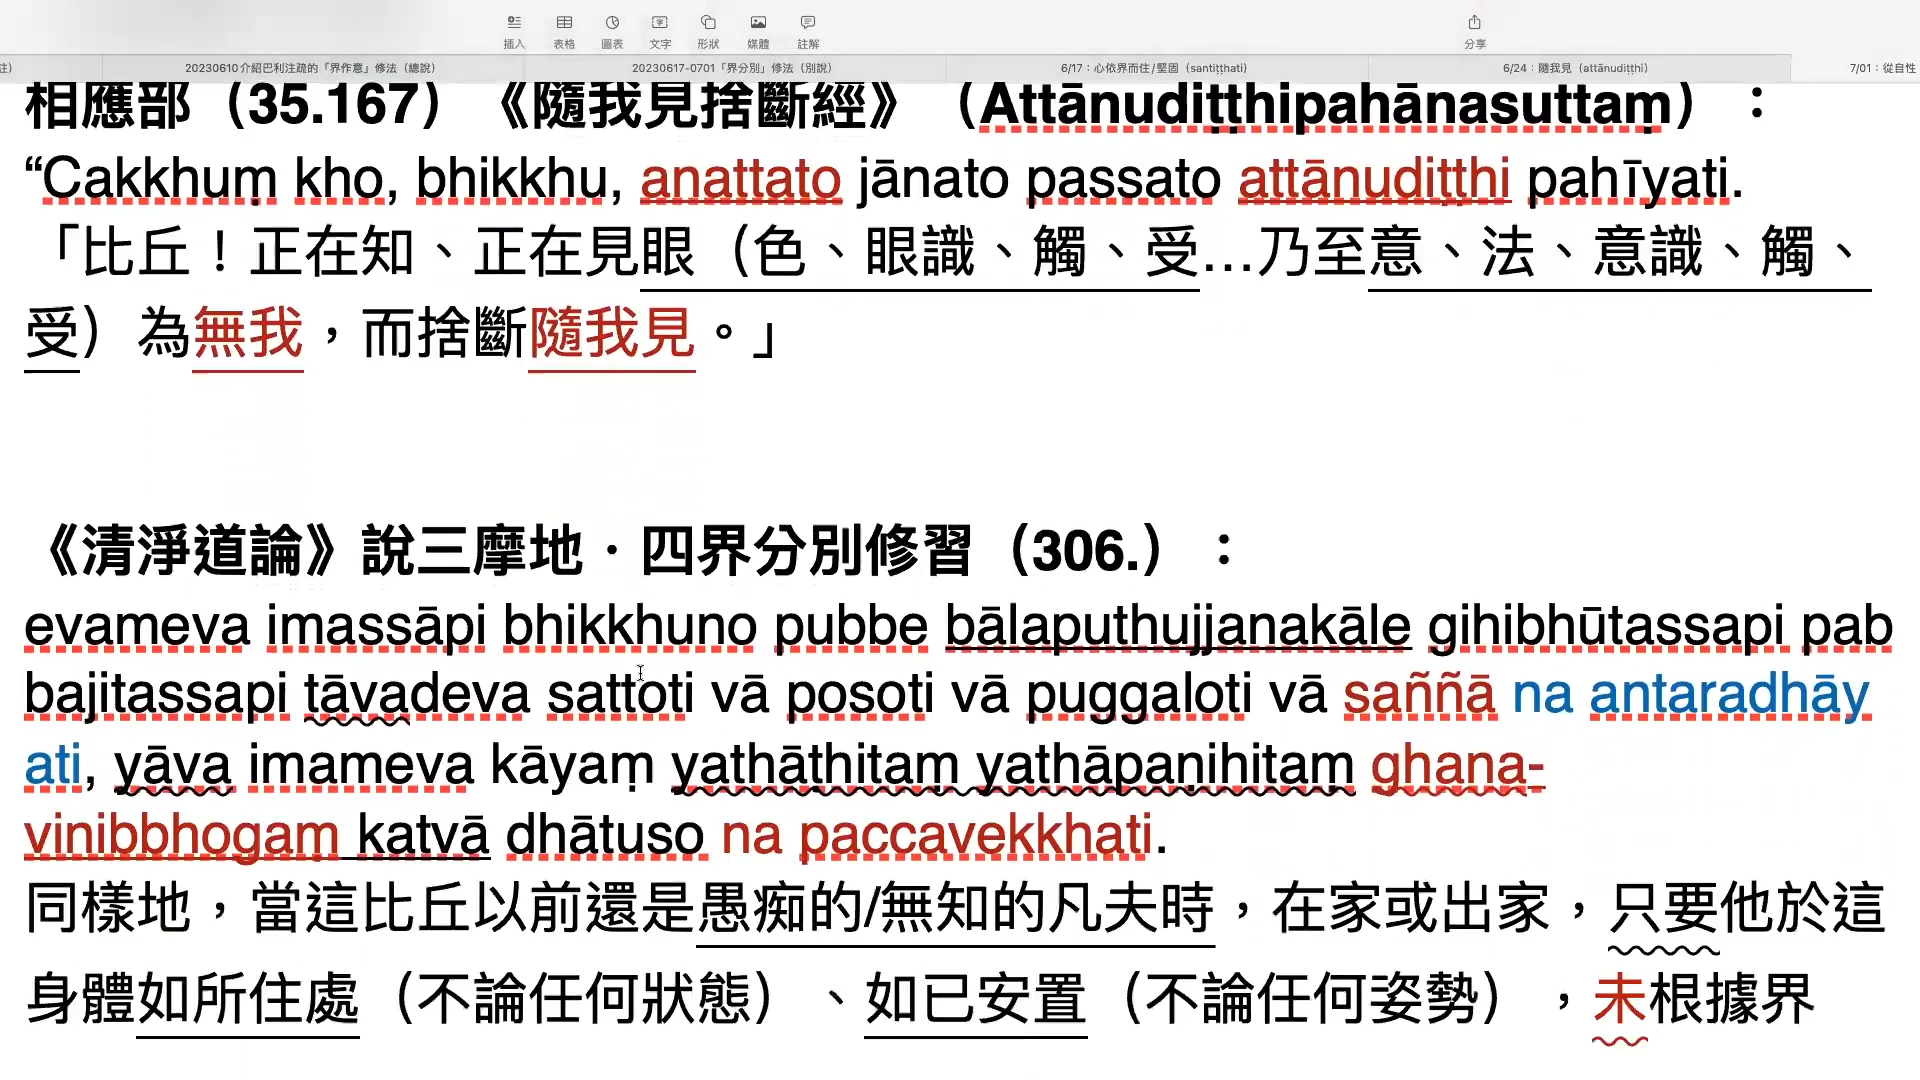 插入 表格 圖表 文字 形狀 媒體 註解 分享
註) 20230610介紹巴利注疏的「界作意」修法（總說） 20230617-0701「界分別」修法（別說） 6/17：心依界而住/堅固（santiṭṭhati） 6/24：隨我見（attānudiṭṭhi） 7/01：從自性
相應部（35.167）《隨我見捨斷經》（Attānudiṭṭhipahānasuttaṃ）：
“Cakkhuṃ kho, bhikkhu, anattato jānato passato attānudiṭṭhi pahīyati.
「比丘！正在知、正在見眼（色、眼識、觸、受…乃至意、法、意識、觸、
受）為無我，而捨斷隨我見。」
《清淨道論》說三摩地．四界分別修習（306.）：
evameva imassāpi bhikkhuno pubbe bālaputhujjanakāle gihibhūtassapi pab
bajitassapi tāvadeva sattoti vā posoti vā puggaloti vā saññā na antaradhāy
ati, yāva imameva kāyaṃ yathāṭhitaṃ yathāpaṇihitaṃ ghana-
vinibbhogaṃ katvā dhātuso na paccavekkhati.
同樣地，當這比丘以前還是愚痴的/無知的凡夫時，在家或出家，只要他於這
身體如所住處（不論任何狀態）、如已安置（不論任何姿勢），未根據界